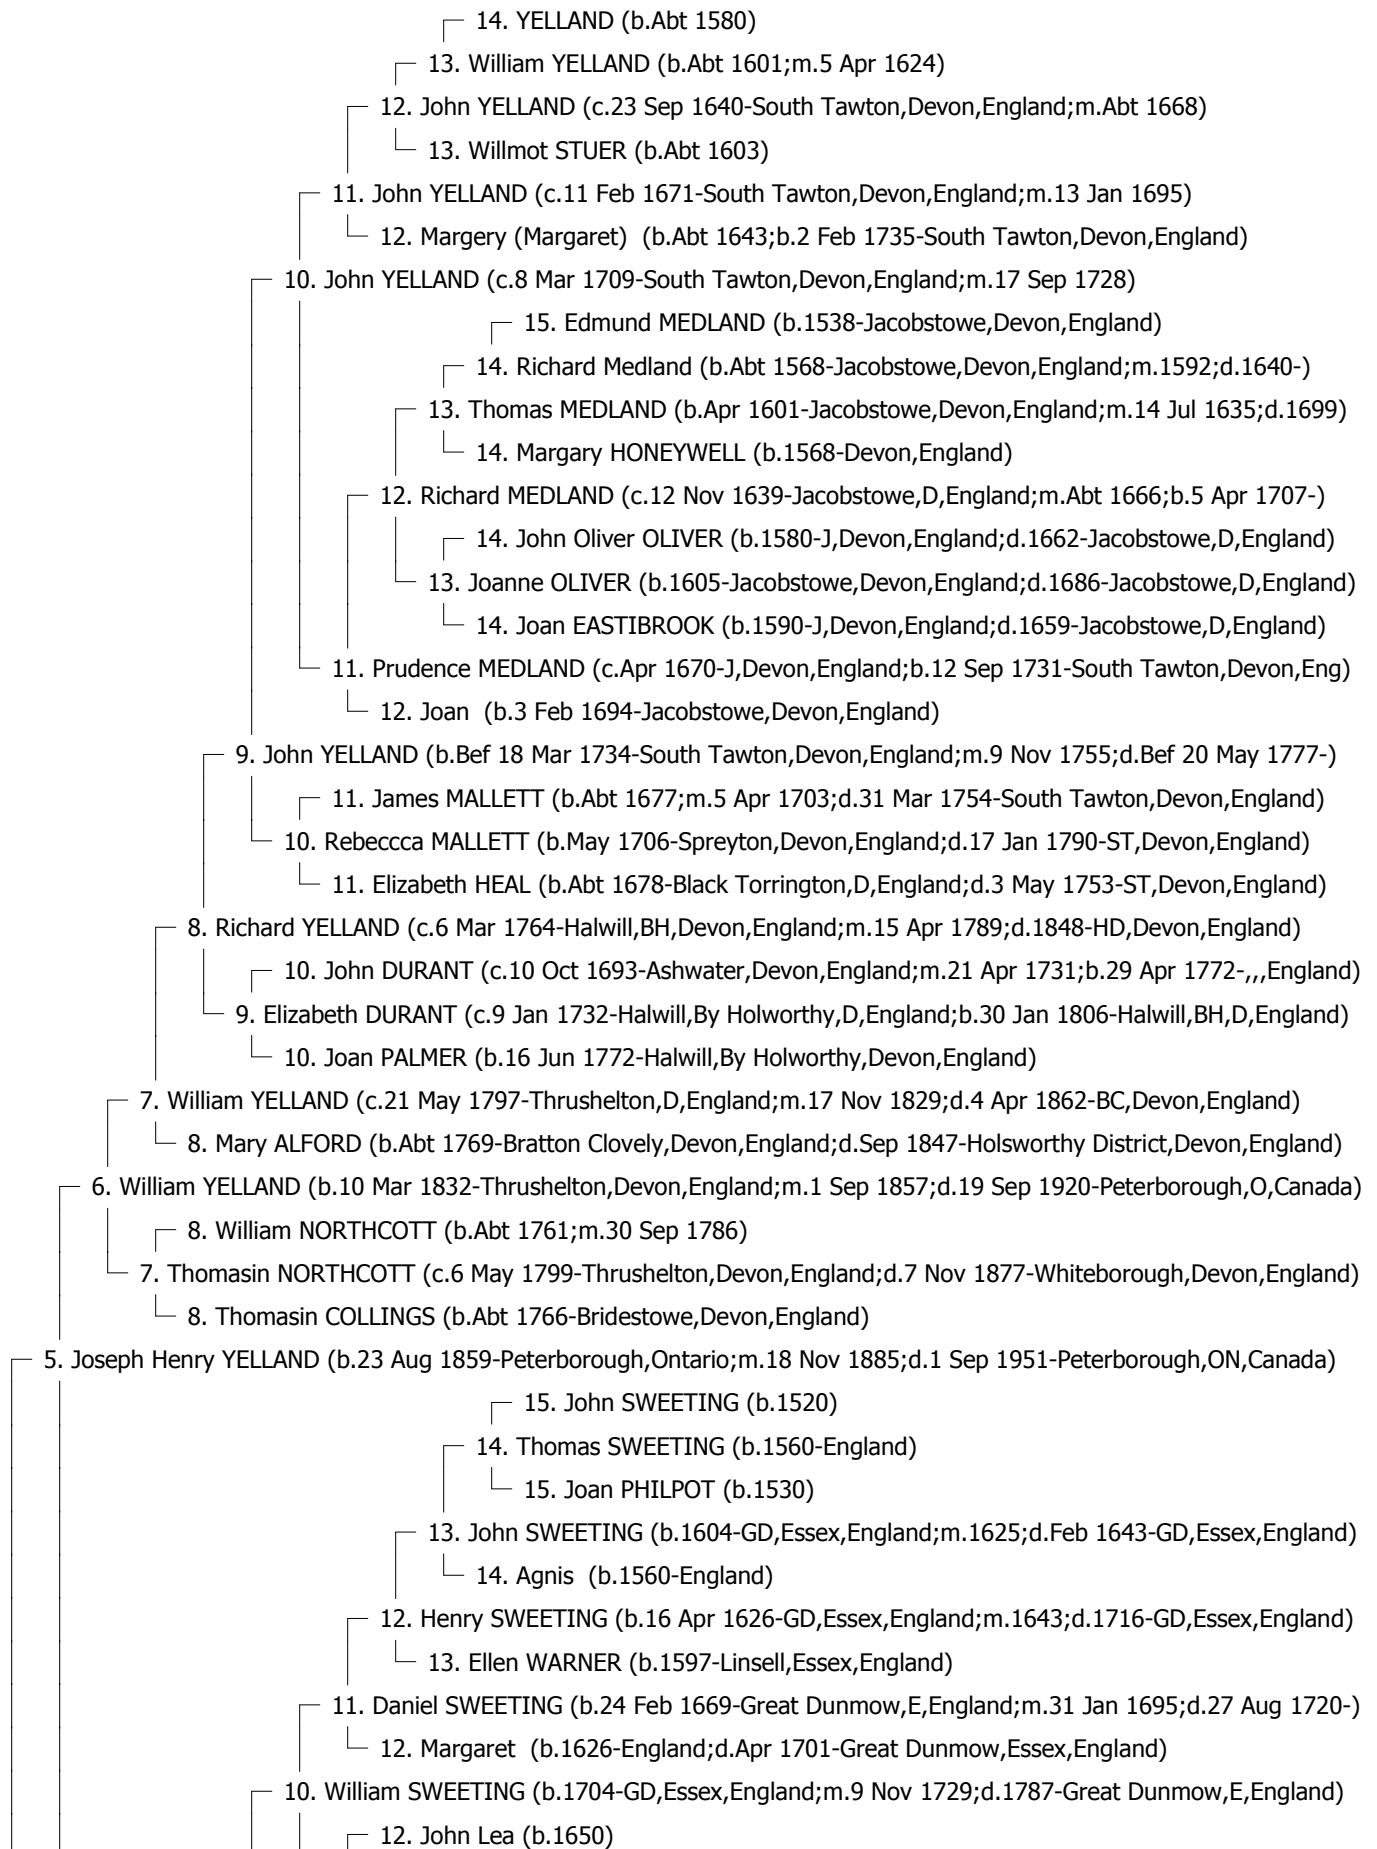 14. YELLAND (b.Abt 1580)
13. William YELLAND (b.Abt 1601;m.5 Apr 1624)
12. John YELLAND (c.23 Sep 1640-South Tawton,Devon,England;m.Abt 1668)
13. Willmot STUER (b.Abt 1603)
11. John YELLAND (c.11 Feb 1671-South Tawton,Devon,England;m.13 Jan 1695)
12. Margery (Margaret)  (b.Abt 1643;b.2 Feb 1735-South Tawton,Devon,England)
10. John YELLAND (c.8 Mar 1709-South Tawton,Devon,England;m.17 Sep 1728)
15. Edmund MEDLAND (b.1538-Jacobstowe,Devon,England)
14. Richard Medland (b.Abt 1568-Jacobstowe,Devon,England;m.1592;d.1640-)
13. Thomas MEDLAND (b.Apr 1601-Jacobstowe,Devon,England;m.14 Jul 1635;d.1699)
14. Margary HONEYWELL (b.1568-Devon,England)
12. Richard MEDLAND (c.12 Nov 1639-Jacobstowe,D,England;m.Abt 1666;b.5 Apr 1707-)
14. John Oliver OLIVER (b.1580-J,Devon,England;d.1662-Jacobstowe,D,England)
13. Joanne OLIVER (b.1605-Jacobstowe,Devon,England;d.1686-Jacobstowe,D,England)
14. Joan EASTIBROOK (b.1590-J,Devon,England;d.1659-Jacobstowe,D,England)
11. Prudence MEDLAND (c.Apr 1670-J,Devon,England;b.12 Sep 1731-South Tawton,Devon,Eng)
12. Joan  (b.3 Feb 1694-Jacobstowe,Devon,England)
9. John YELLAND (b.Bef 18 Mar 1734-South Tawton,Devon,England;m.9 Nov 1755;d.Bef 20 May 1777-)
11. James MALLETT (b.Abt 1677;m.5 Apr 1703;d.31 Mar 1754-South Tawton,Devon,England)
10. Rebeccca MALLETT (b.May 1706-Spreyton,Devon,England;d.17 Jan 1790-ST,Devon,England)
11. Elizabeth HEAL (b.Abt 1678-Black Torrington,D,England;d.3 May 1753-ST,Devon,England)
8. Richard YELLAND (c.6 Mar 1764-Halwill,BH,Devon,England;m.15 Apr 1789;d.1848-HD,Devon,England)
10. John DURANT (c.10 Oct 1693-Ashwater,Devon,England;m.21 Apr 1731;b.29 Apr 1772-,,,England)
9. Elizabeth DURANT (c.9 Jan 1732-Halwill,By Holworthy,D,England;b.30 Jan 1806-Halwill,BH,D,England)
10. Joan PALMER (b.16 Jun 1772-Halwill,By Holworthy,Devon,England)
7. William YELLAND (c.21 May 1797-Thrushelton,D,England;m.17 Nov 1829;d.4 Apr 1862-BC,Devon,England)
8. Mary ALFORD (b.Abt 1769-Bratton Clovely,Devon,England;d.Sep 1847-Holsworthy District,Devon,England)
6. William YELLAND (b.10 Mar 1832-Thrushelton,Devon,England;m.1 Sep 1857;d.19 Sep 1920-Peterborough,O,Canada)
8. William NORTHCOTT (b.Abt 1761;m.30 Sep 1786)
7. Thomasin NORTHCOTT (c.6 May 1799-Thrushelton,Devon,England;d.7 Nov 1877-Whiteborough,Devon,England)
8. Thomasin COLLINGS (b.Abt 1766-Bridestowe,Devon,England)
5. Joseph Henry YELLAND (b.23 Aug 1859-Peterborough,Ontario;m.18 Nov 1885;d.1 Sep 1951-Peterborough,ON,Canada)
15. John SWEETING (b.1520)
14. Thomas SWEETING (b.1560-England)
15. Joan PHILPOT (b.1530)
13. John SWEETING (b.1604-GD,Essex,England;m.1625;d.Feb 1643-GD,Essex,England)
14. Agnis  (b.1560-England)
12. Henry SWEETING (b.16 Apr 1626-GD,Essex,England;m.1643;d.1716-GD,Essex,England)
13. Ellen WARNER (b.1597-Linsell,Essex,England)
11. Daniel SWEETING (b.24 Feb 1669-Great Dunmow,E,England;m.31 Jan 1695;d.27 Aug 1720-)
12. Margaret  (b.1626-England;d.Apr 1701-Great Dunmow,Essex,England)
10. William SWEETING (b.1704-GD,Essex,England;m.9 Nov 1729;d.1787-Great Dunmow,E,England)
12. John Lea (b.1650)